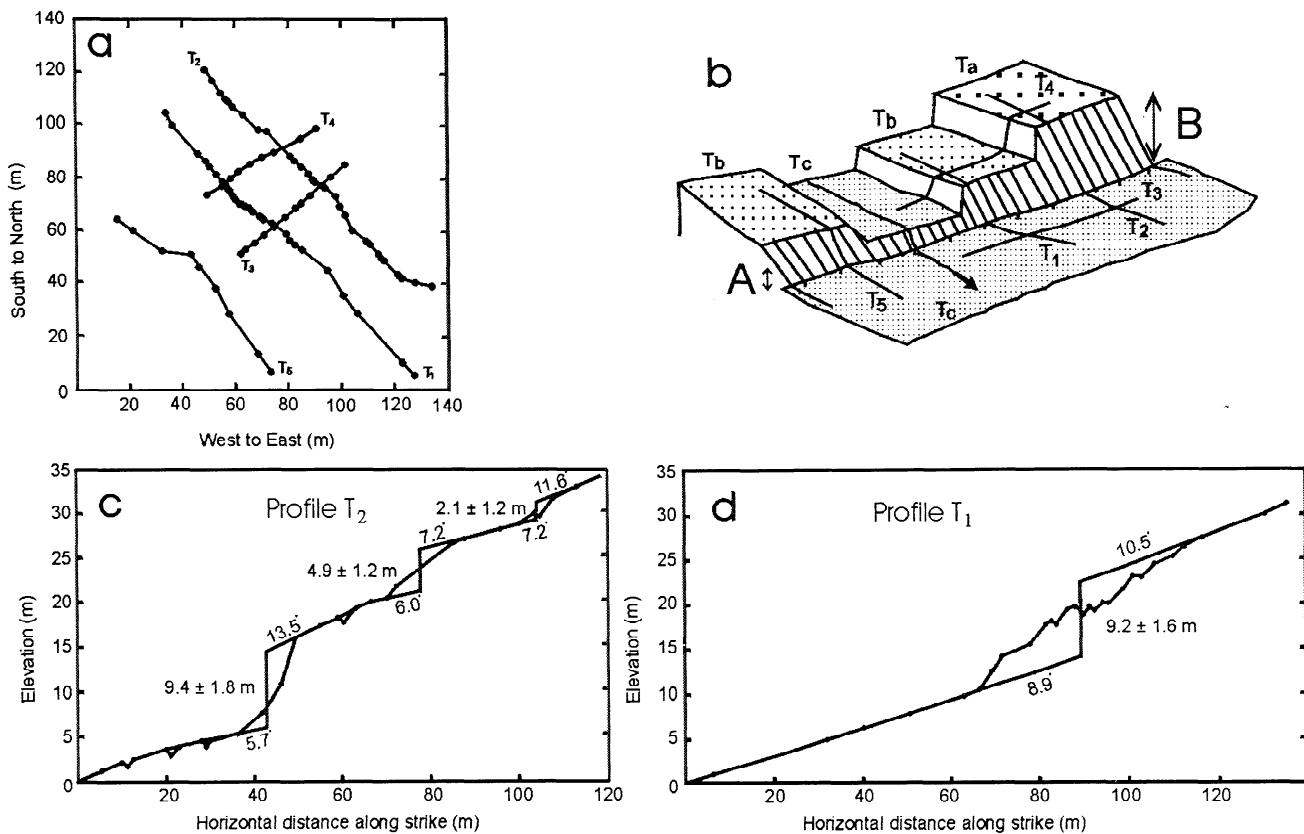 a
140
120
100
80
60
40
20
0
South to North (m)
T2
T4
T3
T5
T1
20 40 60 80 100 120 140
West to East (m)
b
Ta
T4
Tb
B
Tb
Tc
T3
T2
T1
A
T5
Tc
c
Profile T2
35
30
25
20
15
10
5
0
Elevation (m)
11.6°
2.1 ± 1.2 m
7.2°
7.2°
4.9 ± 1.2 m
6.0°
13.5°
9.4 ± 1.8 m
5.7°
20 40 60 80 100 120
Horizontal distance along strike (m)
d
Profile T1
35
30
25
20
15
10
5
0
Elevation (m)
10.5°
9.2 ± 1.6 m
8.9°
20 40 60 80 100 120
Horizontal distance along strike (m)